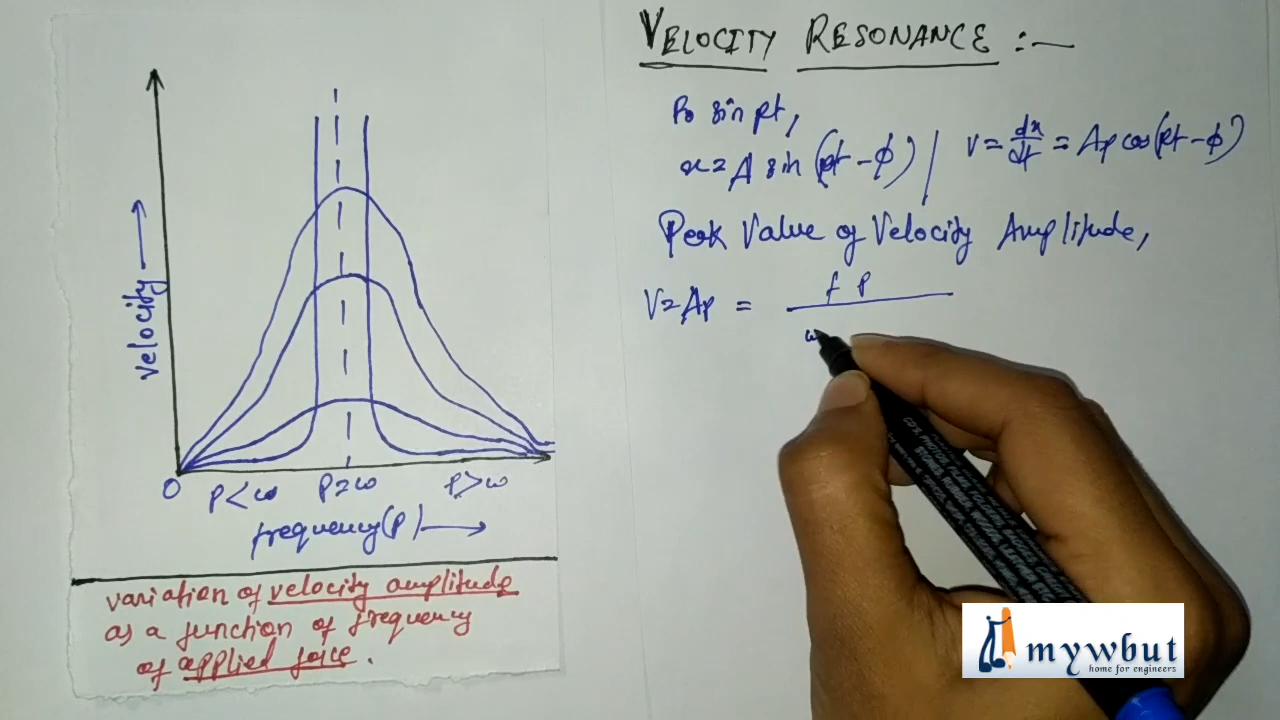 VELOCITY RESONANCE :—
P₀ sin pt,
x = A sin (pt - ϕ) | v = dx/dt = Ap cos(pt - ϕ)
Peak Value of Velocity Amplitude,
V = Ap = f p
ω
velocity →
0 P<ω P=ω P>ω
frequency(P) →
variation of velocity amplitude
as a function of frequency
of applied force.
mywbut
home for engineers